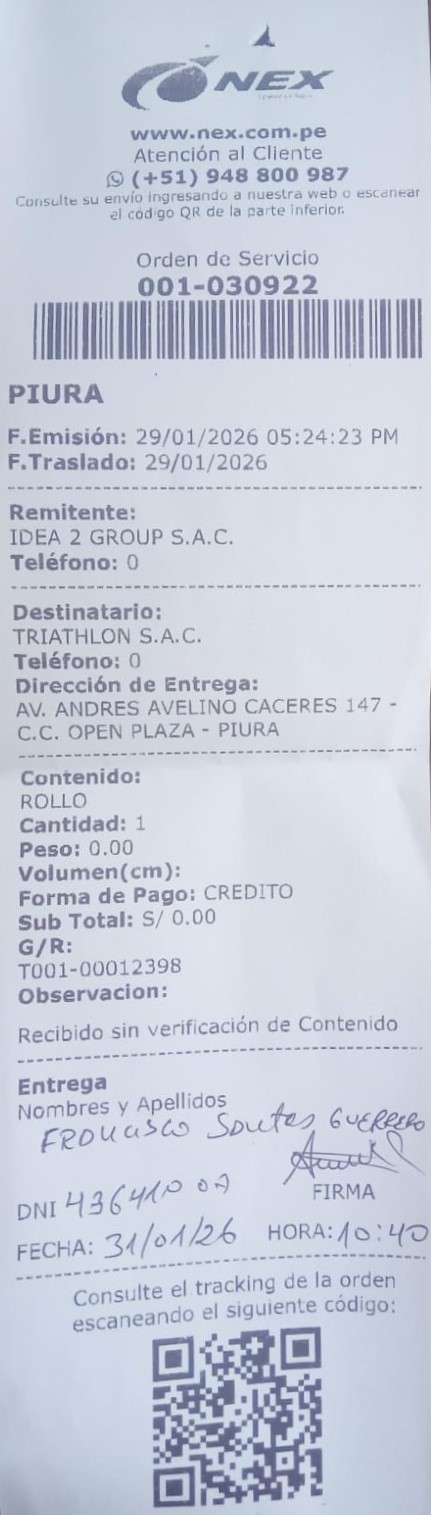 NEX
www.nex.com.pe
Atención al Cliente
(+51) 948 800 987
Consulte su envío ingresando a nuestra web o escanear
el código QR de la parte inferior.
Orden de Servicio
001-030922
PIURA
F.Emisión: 29/01/2026 05:24:23 PM
F.Traslado: 29/01/2026
Remitente:
IDEA 2 GROUP S.A.C.
Teléfono: 0
Destinatario:
TRIATHLON S.A.C.
Teléfono: 0
Dirección de Entrega:
AV. ANDRES AVELINO CACERES 147 -
C.C. OPEN PLAZA - PIURA
Contenido:
ROLLO
Cantidad: 1
Peso: 0.00
Volumen(cm):
Forma de Pago: CREDITO
Sub Total: S/ 0.00
G/R:
T001-00012398
Observacion:
Recibido sin verificación de Contenido
Entrega
Nombres y Apellidos
GUERRERO
DNI
FIRMA
FECHA: 31/01/26 HORA: 10:40
Consulte el tracking de la orden
escaneando el siguiente código: